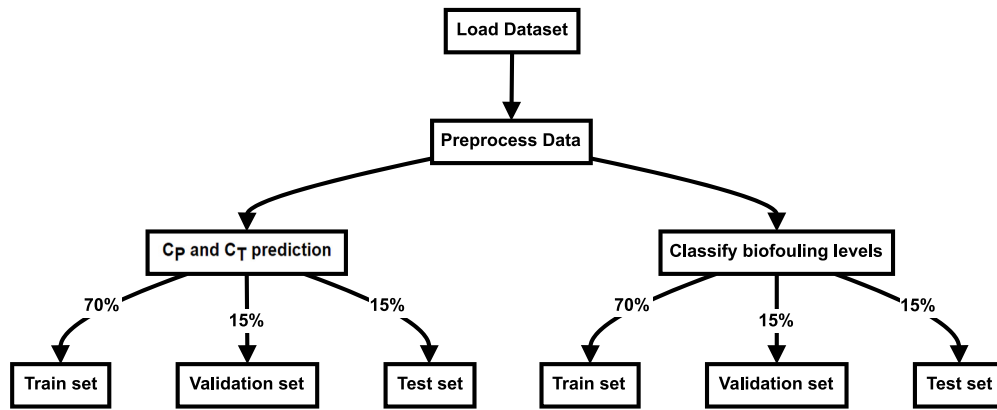 Load Dataset
Preprocess Data
CP and CT prediction
Classify biofouling levels
70%
15%
15%
70%
15%
15%
Train set
Validation set
Test set
Train set
Validation set
Test set